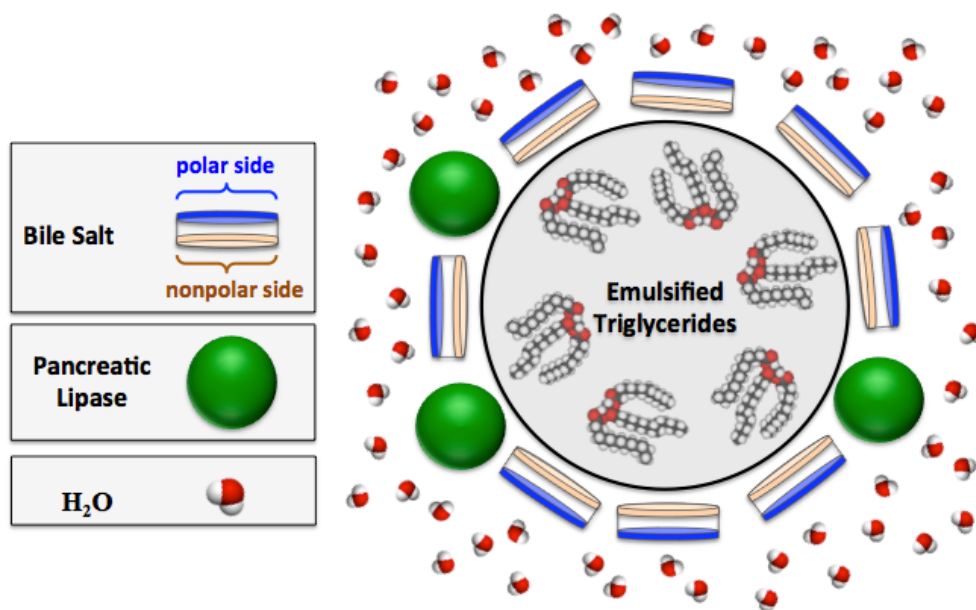 polar side
Bile Salt
nonpolar side
Pancreatic
Lipase
H₂O
Emulsified
Triglycerides